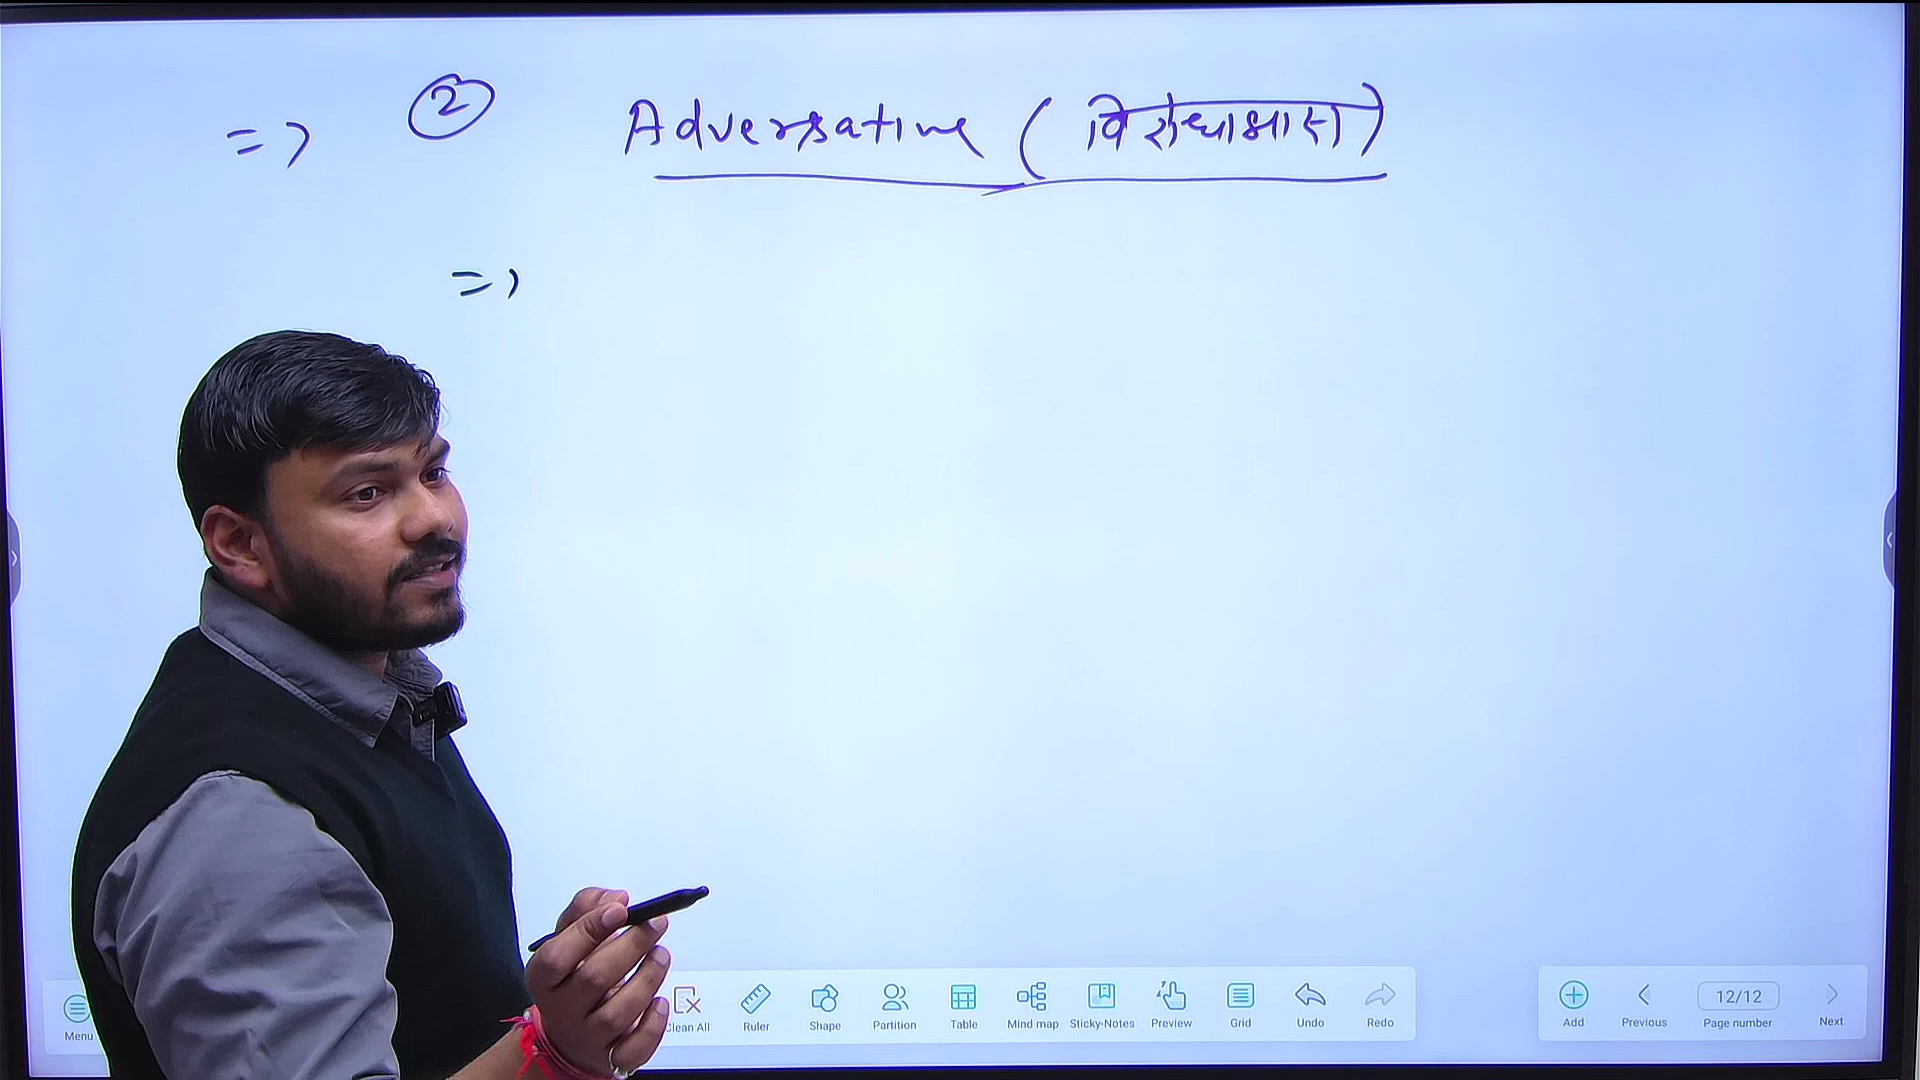 => ② Adversative (विरोधाभास)
=>
Menu Clean All Ruler Shape Partition Table Mind map Sticky-Notes Preview Grid Undo Redo Add Previous 12/12 Page number Next